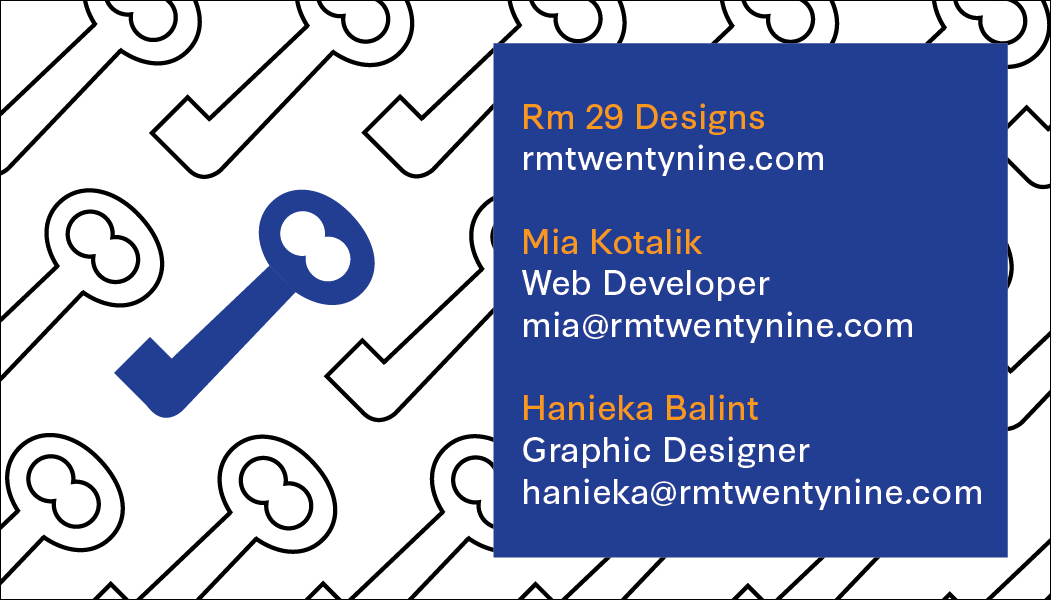 Rm 29 Designs
rmtwentynine.com
Mia Kotalik
Web Developer
mia@rmtwentynine.com
Hanieka Balint
Graphic Designer
hanieka@rmtwentynine.com